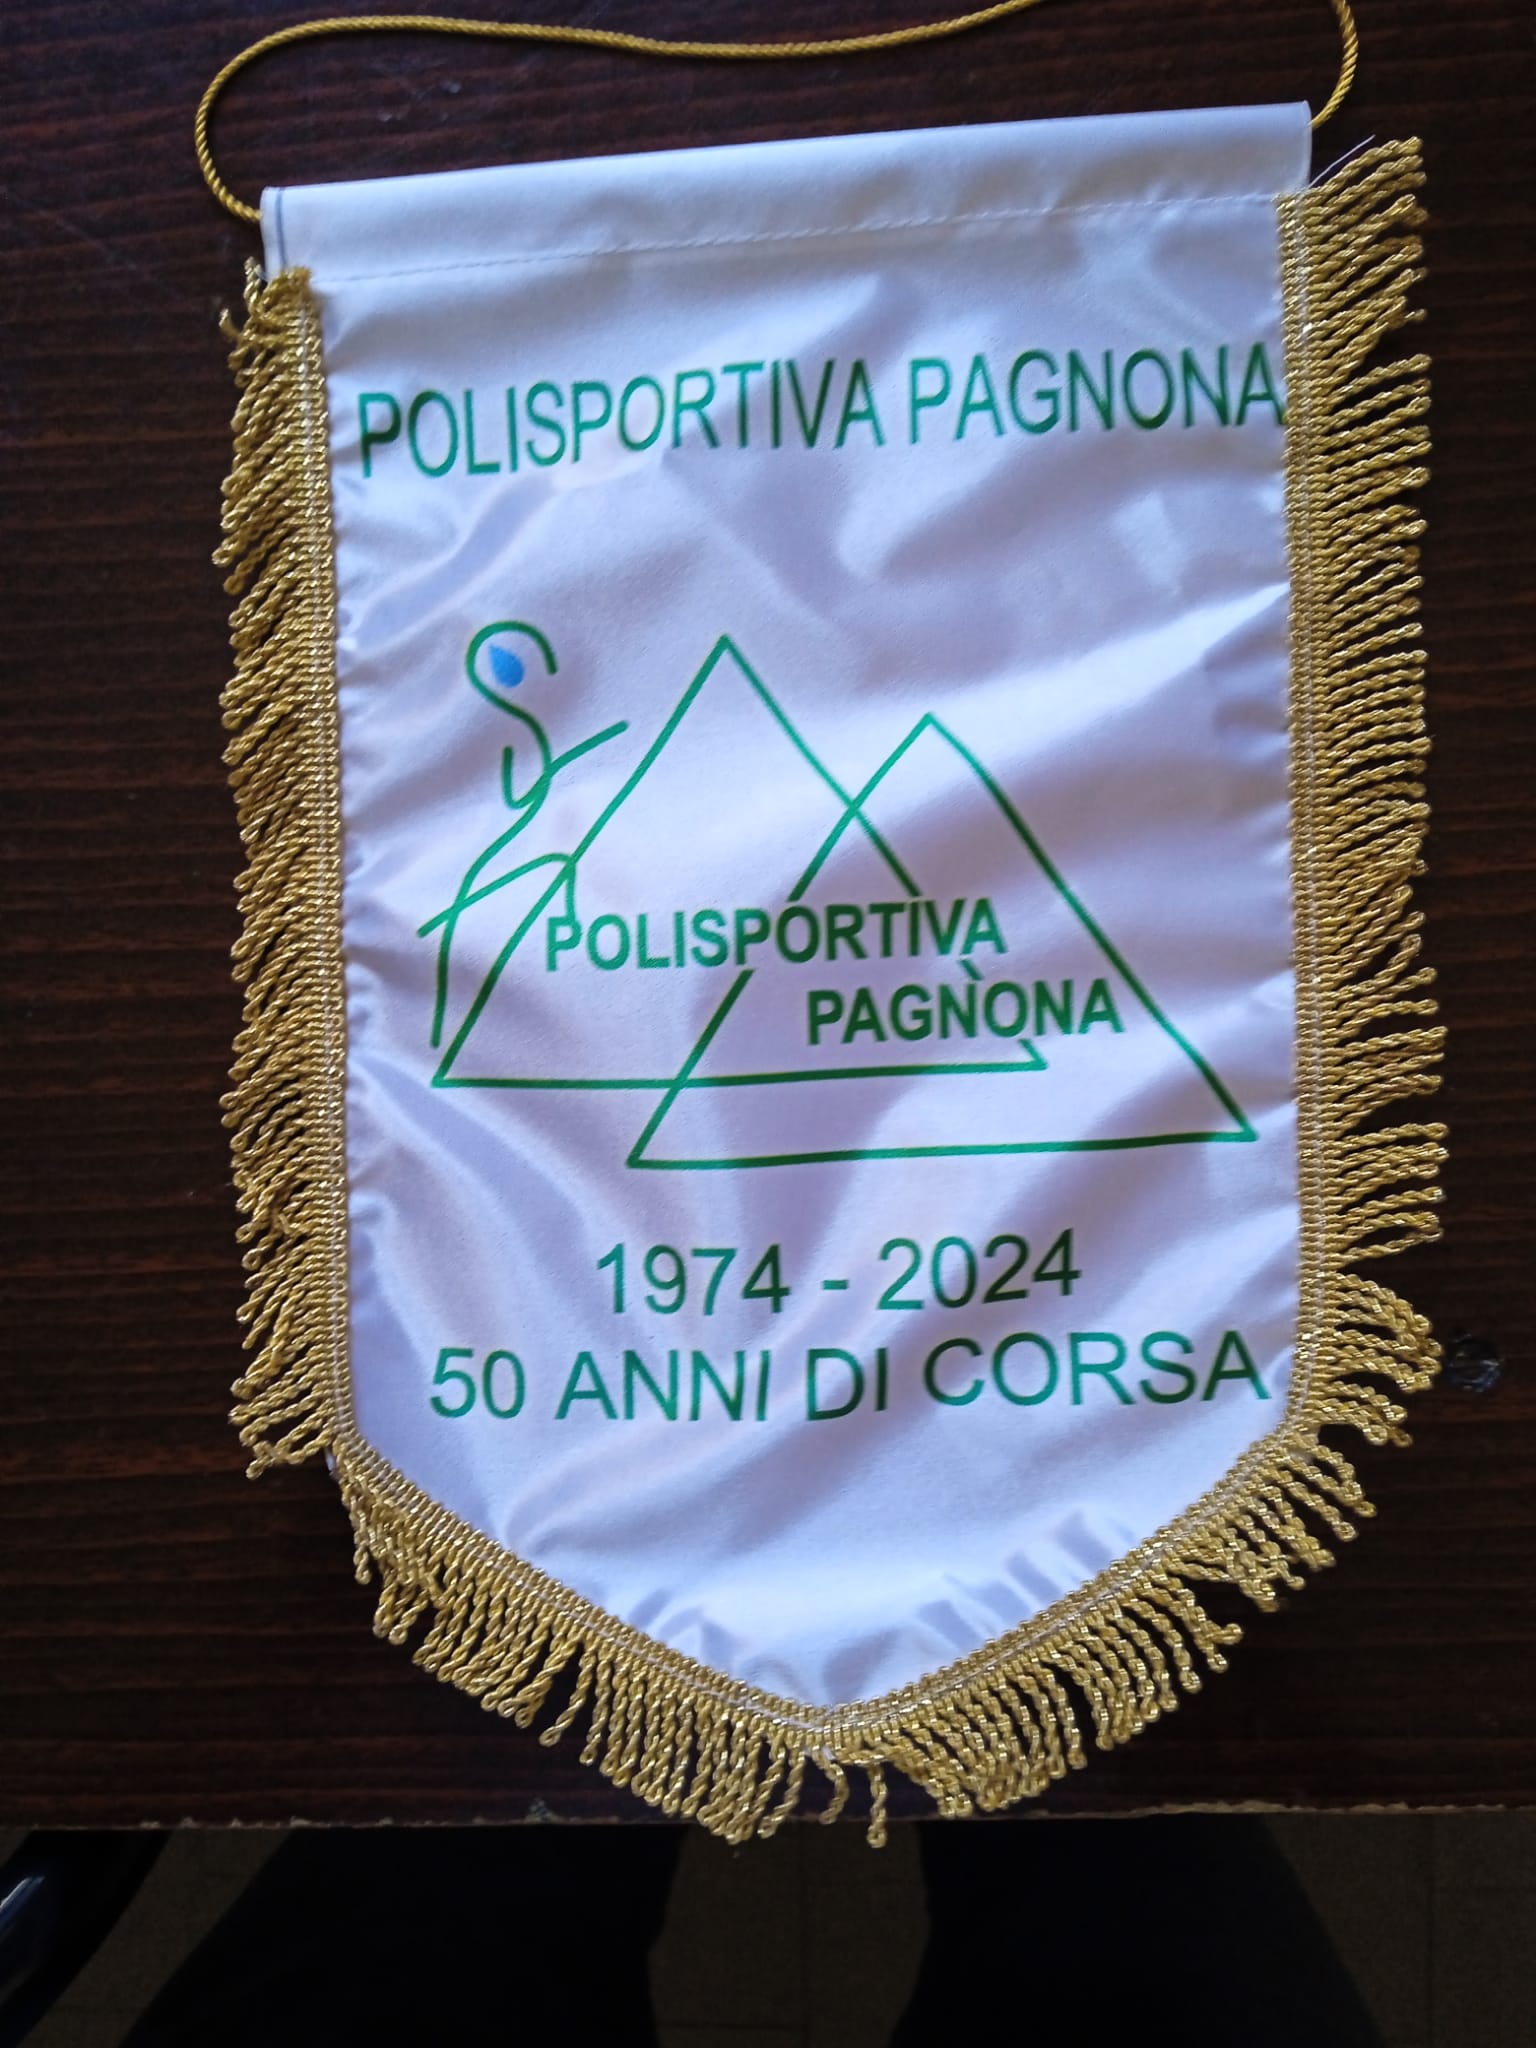 POLISPORTIVA PAGNONA
POLISPORTIVA
PAGNONA
1974 - 2024
50 ANNI DI CORSA